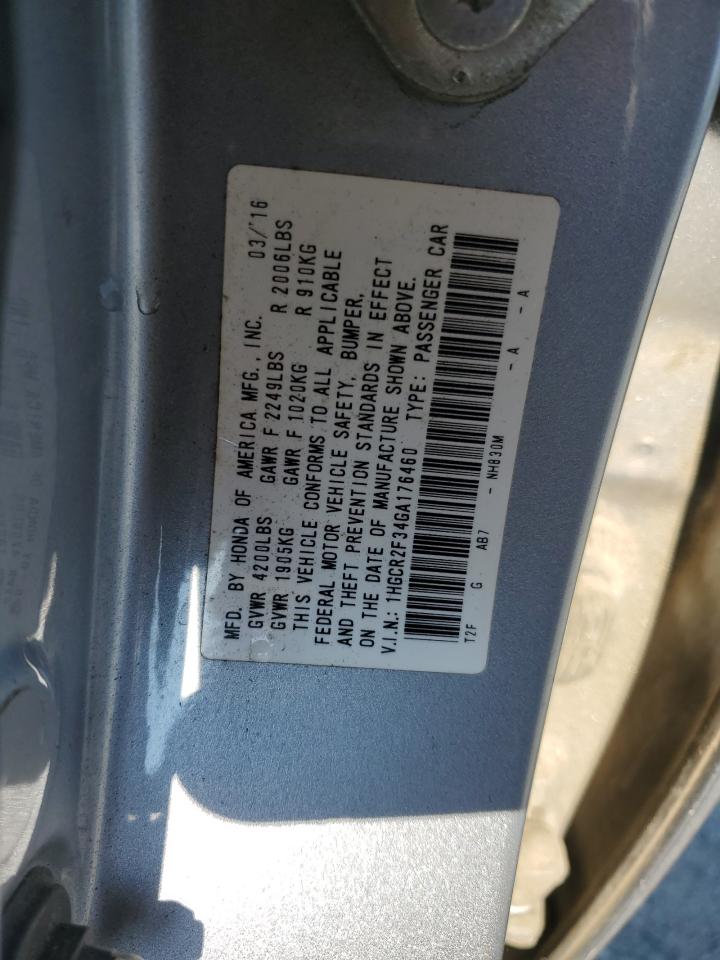 MFD. BY HONDA OF AMERICA MFG., INC. 03/'16
GVWR 4200LBS GAWR F 2249LBS R 2006LBS
GVWR 1905KG GAWR F 1020KG R 910KG
THIS VEHICLE CONFORMS TO ALL APPLICABLE
FEDERAL MOTOR VEHICLE SAFETY, BUMPER,
AND THEFT PREVENTION STANDARDS IN EFFECT
ON THE DATE OF MANUFACTURE SHOWN ABOVE.
V.I.N.: 1HGCR2F34GA176460 TYPE: PASSENGER CAR
T2F G AB7 - NH830M - A - A